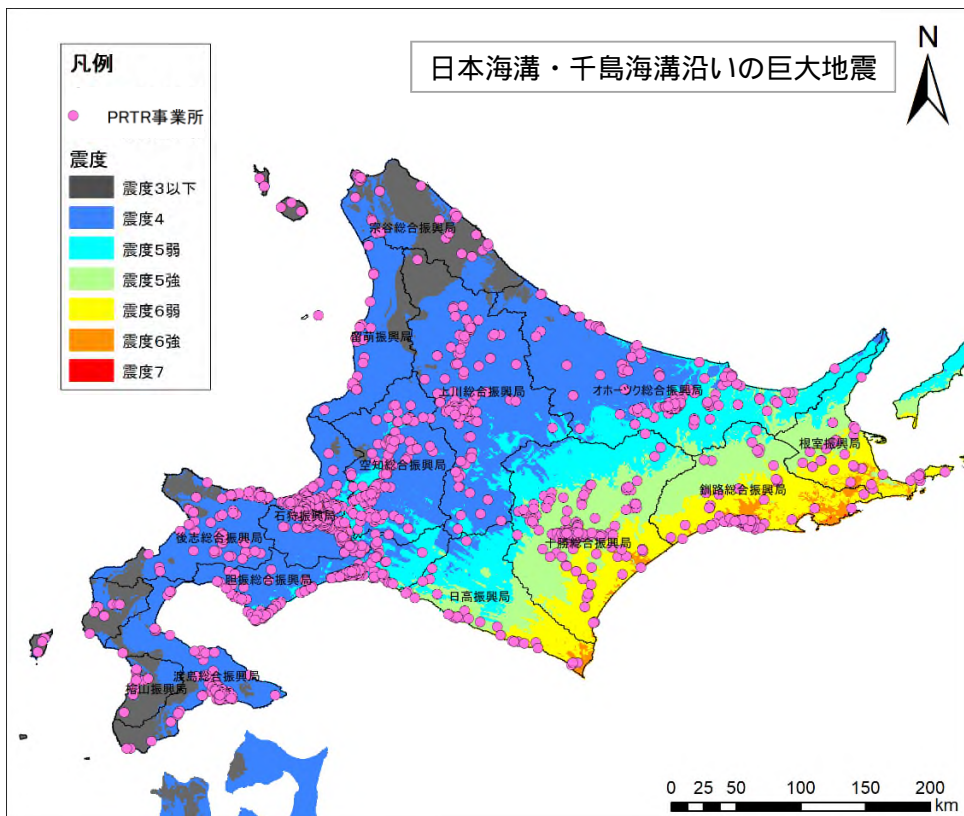 日本海溝・千島海溝沿いの巨大地震
N
凡例
PRTR事業所
震度
震度3以下
震度4
震度5弱
震度5強
震度6弱
震度6強
震度7
宗谷総合振興局
留萌振興局
上川総合振興局
オホーツク総合振興局
根室振興局
空知総合振興局
釧路総合振興局
石狩振興局
後志総合振興局
十勝総合振興局
胆振総合振興局
日高振興局
渡島総合振興局
檜山振興局
0 25 50 100 150 200
km